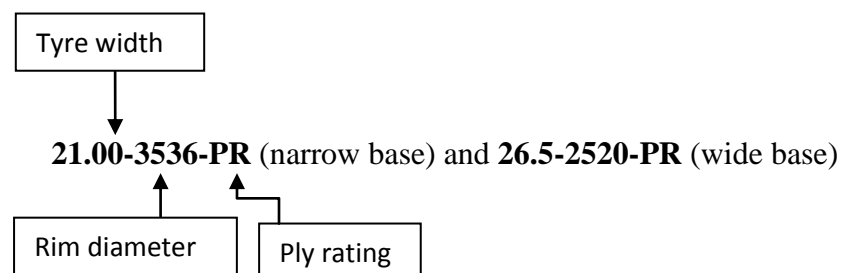 Tyre width
21.00-3536-PR (narrow base) and 26.5-2520-PR (wide base)
Rim diameter
Ply rating